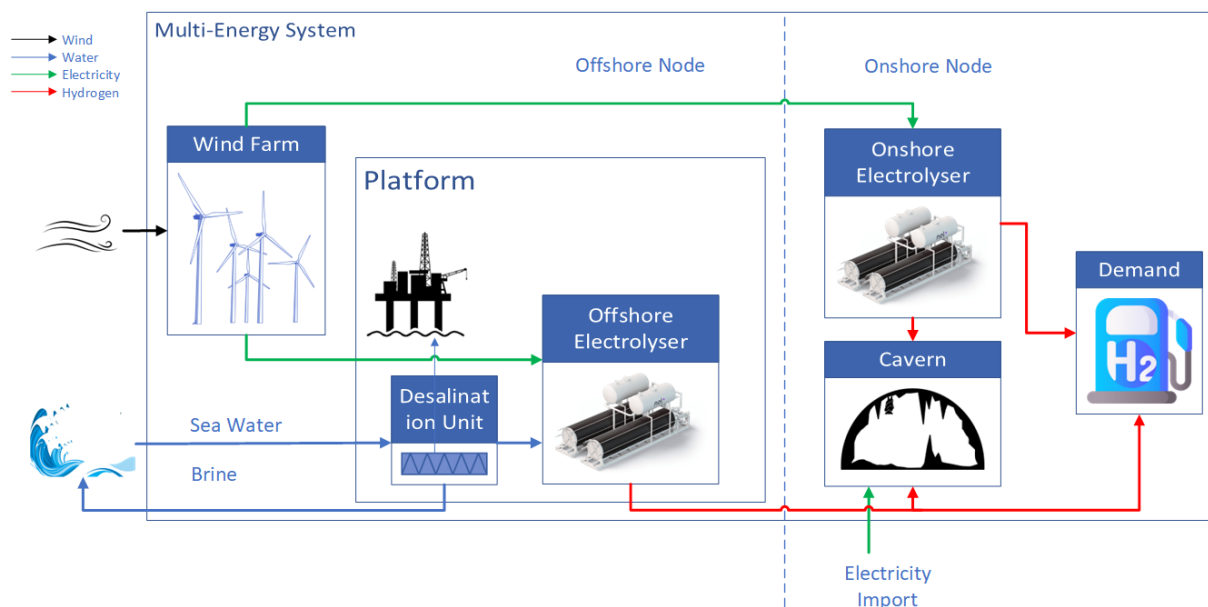 Multi-Energy System
Wind
Water
Electricity
Hydrogen
Offshore Node
Onshore Node
Wind Farm
Platform
Onshore
Electrolyser
Demand
H2
Offshore
Electrolyser
Cavern
Desalinat
ion Unit
Sea Water
Brine
Electricity
Import